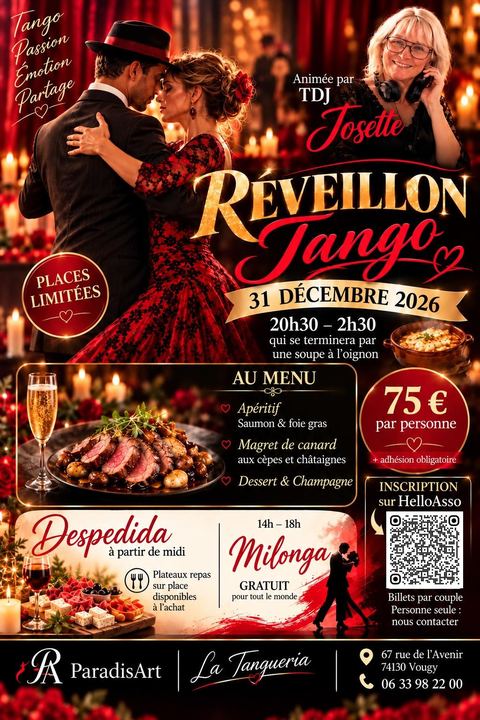 Tango
Passion
Émotion
Partage
Animée par
TDJ
Josette
RÉVEILLON
Tango
PLACES
LIMITÉES
31 DÉCEMBRE 2026
20h30 – 2h30
qui se terminera par
une soupe à l'oignon
AU MENU
Apéritif
Saumon & foie gras
Magret de canard
aux cèpes et châtaignes
Dessert & Champagne
75 €
par personne
+ adhésion obligatoire
INSCRIPTION
sur HelloAsso
Billets par couple
Personne seule :
nous contacter
Despedida
à partir de midi
Plateaux repas
sur place
disponibles
à l'achat
14h – 18h
Milonga
GRATUIT
pour tout le monde
PA ParadisArt
La Tangueria
67 rue de l'Avenir
74130 Vougy
06 33 98 22 00